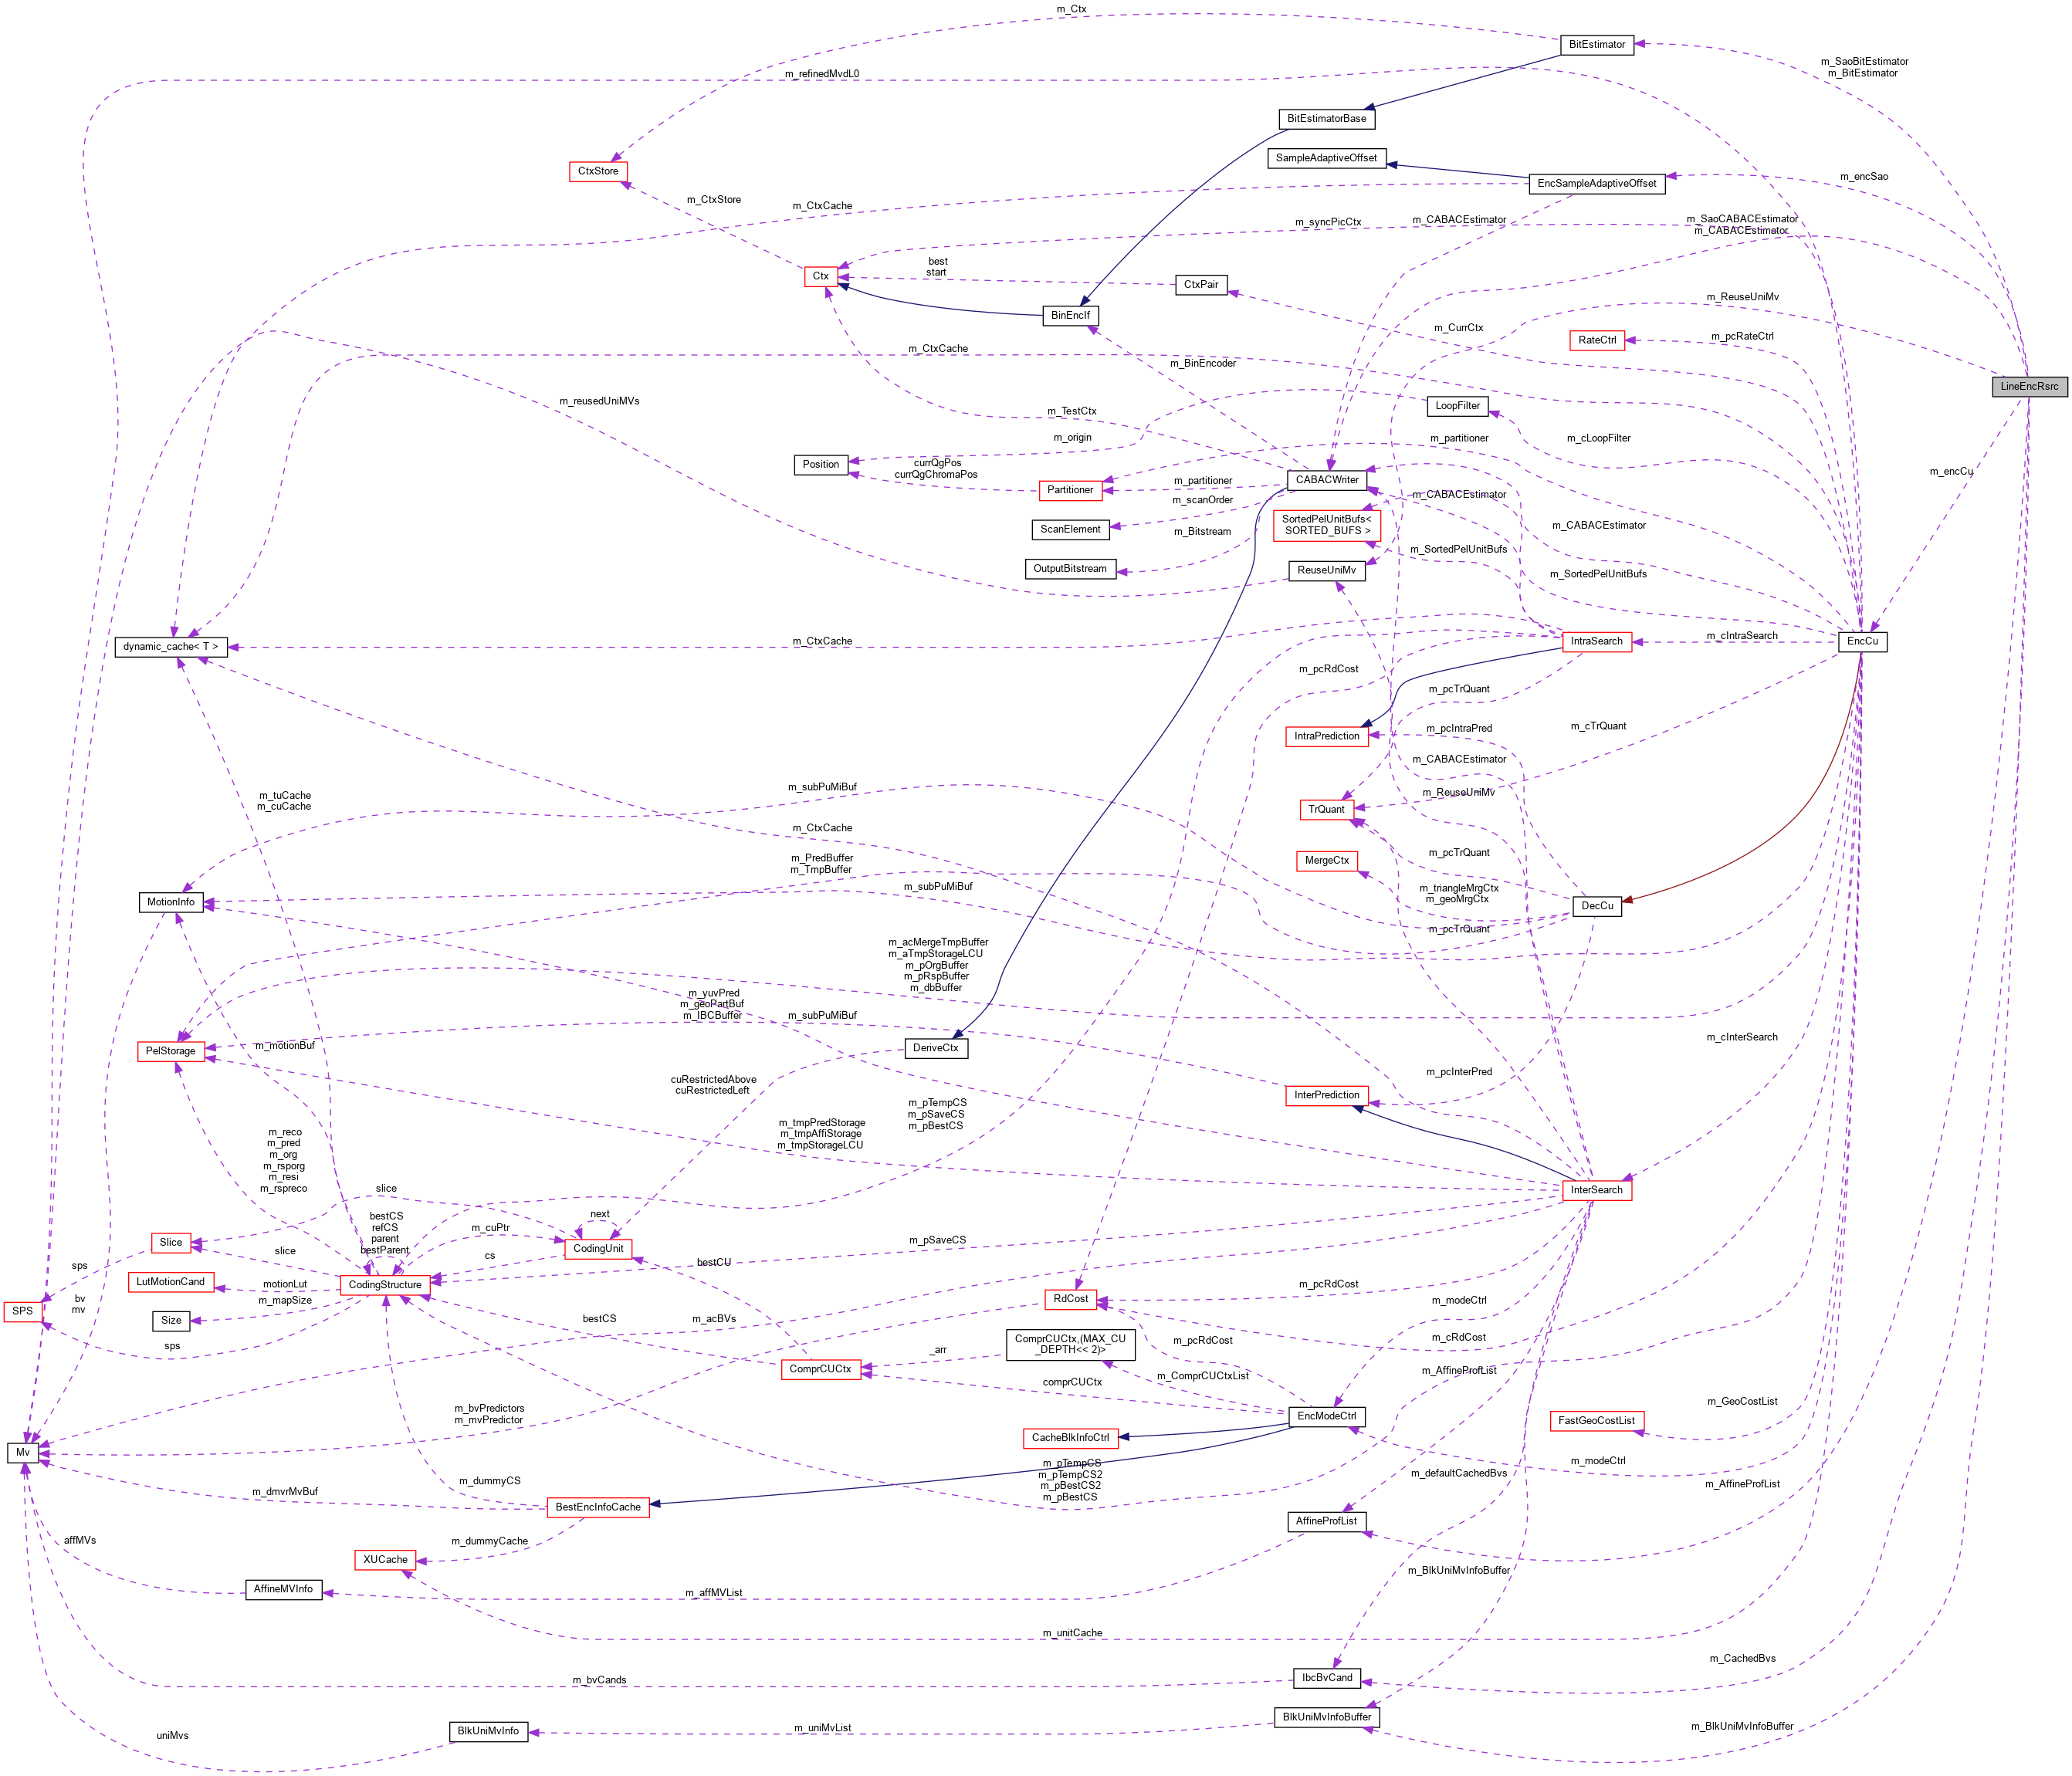 m_Ctx
BitEstimator
m_SaoBitEstimator
m_BitEstimator
m_refinedMvdL0
BitEstimatorBase
SampleAdaptiveOffset
CtxStore
EncSampleAdaptiveOffset
m_encSao
m_CtxStore
m_CtxCache
m_syncPicCtx
m_CABACEstimator
m_SaoCABACEstimator
m_CABACEstimator
best
start
Ctx
CtxPair
m_ReuseUniMv
BinEncIf
m_CurrCtx
RateCtrl
m_pcRateCtrl
m_CtxCache
m_BinEncoder
LineEncRsrc
m_reusedUniMVs
m_TestCtx
LoopFilter
m_origin
m_partitioner
m_cLoopFilter
Position
currQgPos
currQgChromaPos
Partitioner
m_partitioner
CABACWriter
m_encCu
m_scanOrder
m_CABACEstimator
ScanElement
SortedPelUnitBufs<
SORTED_BUFS >
m_Bitstream
m_CABACEstimator
m_SortedPelUnitBufs
OutputBitstream
ReuseUniMv
m_SortedPelUnitBufs
dynamic_cache< T >
m_CtxCache
IntraSearch
m_cIntraSearch
EncCu
m_pcRdCost
m_pcTrQuant
m_pcIntraPred
m_cTrQuant
IntraPrediction
m_CABACEstimator
m_tuCache
m_cuCache
m_subPuMiBuf
m_ReuseUniMv
TrQuant
m_CtxCache
m_PredBuffer
m_TmpBuffer
m_pcTrQuant
MergeCtx
m_subPuMiBuf
m_triangleMrgCtx
m_geoMrgCtx
MotionInfo
DecCu
m_pcTrQuant
m_acMergeTmpBuffer
m_aTmpStorageLCU
m_pOrgBuffer
m_pRspBuffer
m_dbBuffer
m_yuvPred
m_geoPartBuf
m_IBCBuffer
m_subPuMiBuf
m_cInterSearch
m_motionBuf
PelStorage
DeriveCtx
m_pcInterPred
cuRestrictedAbove
cuRestrictedLeft
InterPrediction
m_pTempCS
m_pSaveCS
m_pBestCS
m_tmpPredStorage
m_tmpAffiStorage
m_tmpStorageLCU
m_reco
m_pred
m_org
m_rsporg
m_resi
m_rspreco
slice
InterSearch
bestCS
refCS
parent
bestParent
next
m_cuPtr
Slice
slice
cs
CodingUnit
m_pSaveCS
bestCU
sps
LutMotionCand
motionLut
CodingStructure
m_pcRdCost
m_mapSize
bv
mv
SPS
Size
RdCost
m_modeCtrl
bestCS
m_acBVs
sps
ComprCUCtx,(MAX_CU
_DEPTH<< 2)>
m_pcRdCost
m_cRdCost
_arr
ComprCUCtx
m_ComprCUCtxList
m_AffineProfList
comprCUCtx
m_bvPredictors
m_mvPredictor
EncModeCtrl
m_GeoCostList
FastGeoCostList
CacheBlkInfoCtrl
Mv
m_modeCtrl
m_pTempCS
m_pTempCS2
m_pBestCS2
m_pBestCS
m_defaultCachedBvs
m_dummyCS
m_AffineProfList
m_dmvrMvBuf
BestEncInfoCache
AffineProfList
affMVs
m_dummyCache
XUCache
m_BlkUniMvInfoBuffer
AffineMVInfo
m_affMVList
m_unitCache
m_CachedBvs
m_bvCands
IbcBvCand
BlkUniMvInfoBuffer
uniMvs
BlkUniMvInfo
m_uniMvList
m_BlkUniMvInfoBuffer